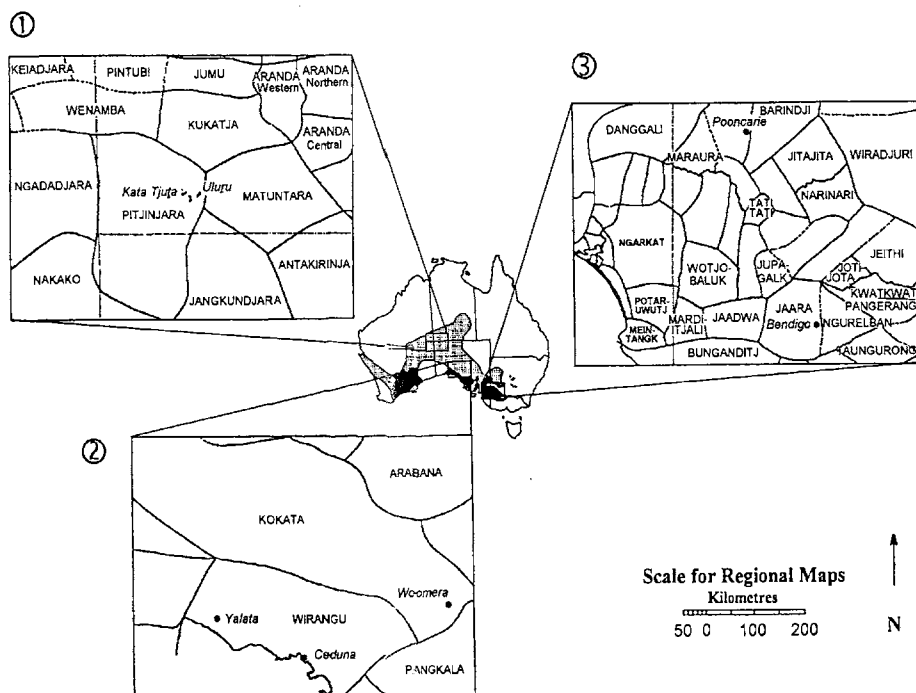 ①
KEIADJARA
PINTUBI
JUMU
ARANDA
Western
ARANDA
Northern
WENAMBA
KUKATJA
ARANDA
Central
NGADADJARA
Kata Tjuta
Uluru
PITJINJARA
MATUNTARA
NAKAKO
JANGKUNDJARA
ANTAKIRINJA
③
BARINDJI
Pooncarie
DANGGALI
MARAURA
JITAJITA
WIRADJURI
NARINARI
TATI
TATI
NGARKAT
WOTJO-
BALUK
JUPA-
GALK
JOTI
JOTA
JEITHI
POTAR-
UWUTJ
MARDI-
ITJALI
JAADWA
JAARA
Bendigo
KWATKWAT
PANGERANG
NGURELBAN
MEIN-
TANGK
BUNGANDITJ
TAUNGURONG
②
ARABANA
KOKATA
Woomera
Yalata
WIRANGU
Ceduna
PANGKALA
Scale for Regional Maps
Kilometres
50 0 100 200
N